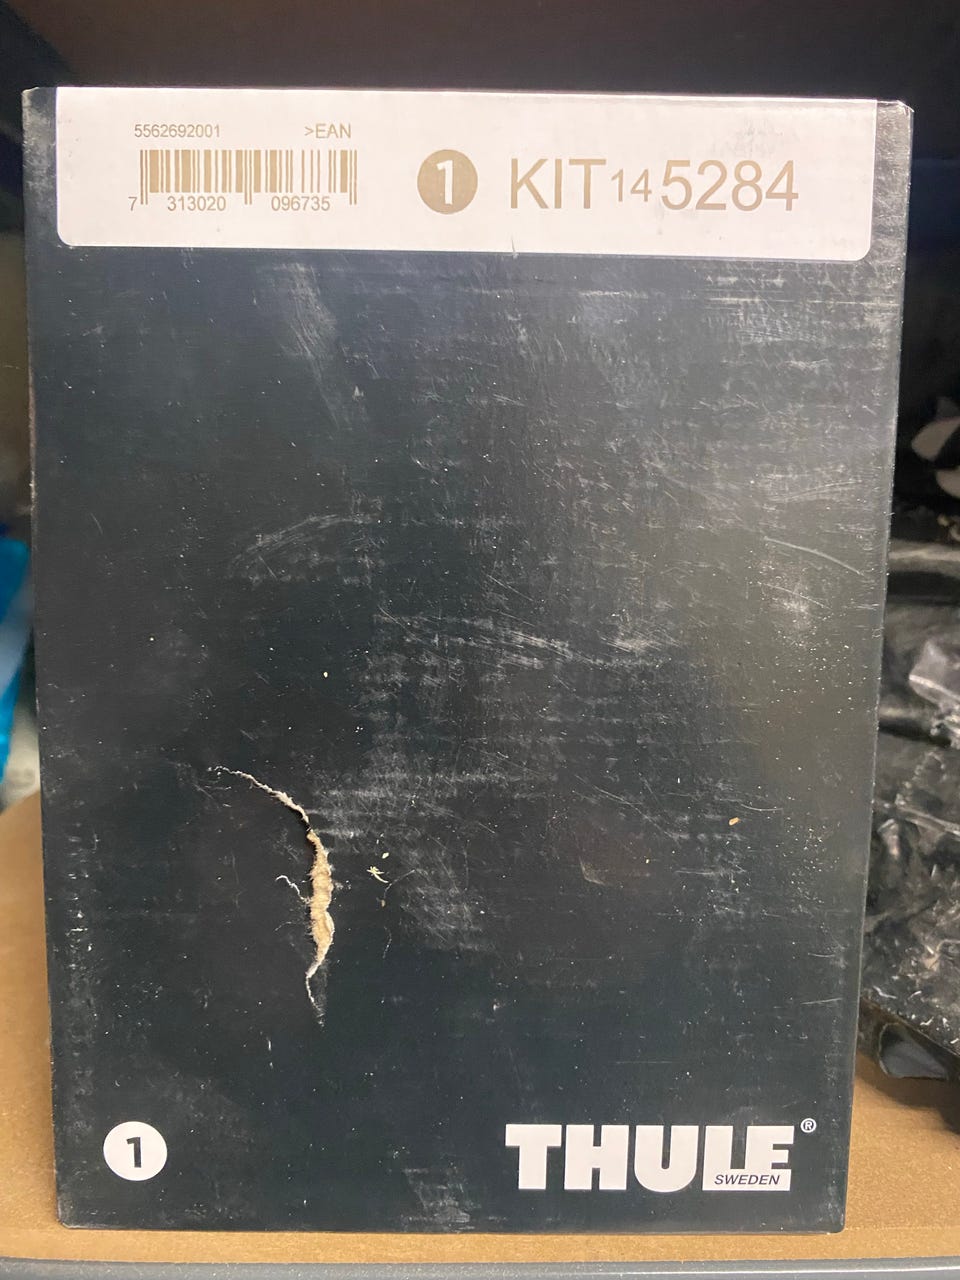 5562692001 >EAN
7 313020 096735
1 KIT 14 5284
1
THULE®
SWEDEN